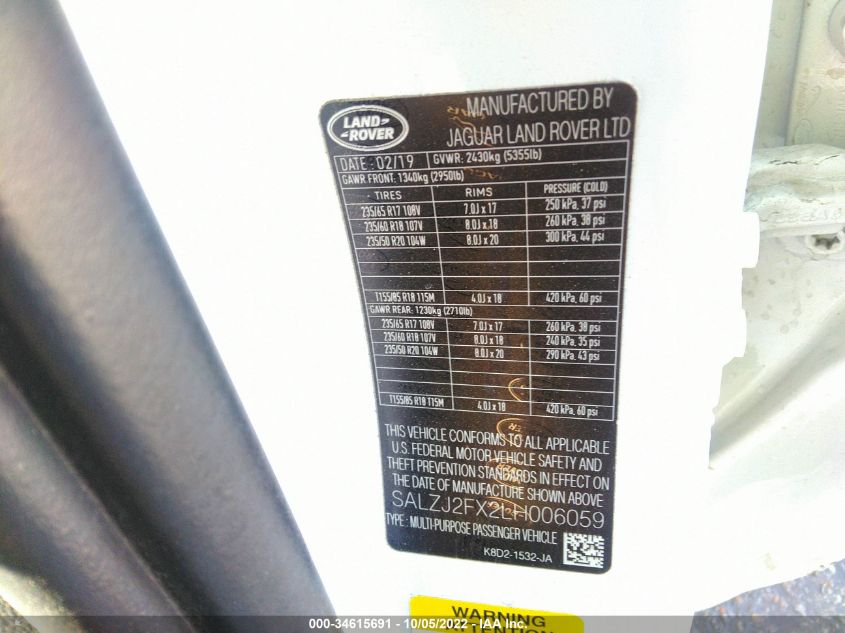 LAND
ROVER
MANUFACTURED BY
JAGUAR LAND ROVER LTD
DATE: 02/19 GVWR: 2430kg (5355lb)
GAWR FRONT: 1340kg (2950lb)
TIRES RIMS PRESSURE (COLD)
235/65 R17 108V 7.0J x 17 250 kPa, 37 psi
235/60 R18 107V 8.0J x 18 260 kPa, 38 psi
235/50 R20 104W 8.0J x 20 300 kPa, 44 psi
T155/85 R18 115M 4.0J x 18 420 kPa, 60 psi
GAWR REAR: 1230kg (2710lb)
235/65 R17 108V 7.0J x 17 260 kPa, 38 psi
235/60 R18 107V 8.0J x 18 240 kPa, 35 psi
235/50 R20 104W 8.0J x 20 290 kPa, 43 psi
T155/85 R18 115M 4.0J x 18 420 kPa, 60 psi
THIS VEHICLE CONFORMS TO ALL APPLICABLE
U.S. FEDERAL MOTOR VEHICLE SAFETY AND
THEFT PREVENTION STANDARDS IN EFFECT ON
THE DATE OF MANUFACTURE SHOWN ABOVE
SALZJ2FX2LH006059
TYPE: MULTI-PURPOSE PASSENGER VEHICLE
K8D2-1532-JA
WARNING
ATTENTION
000-34615691 - 10/05/2022 - IAA Inc.